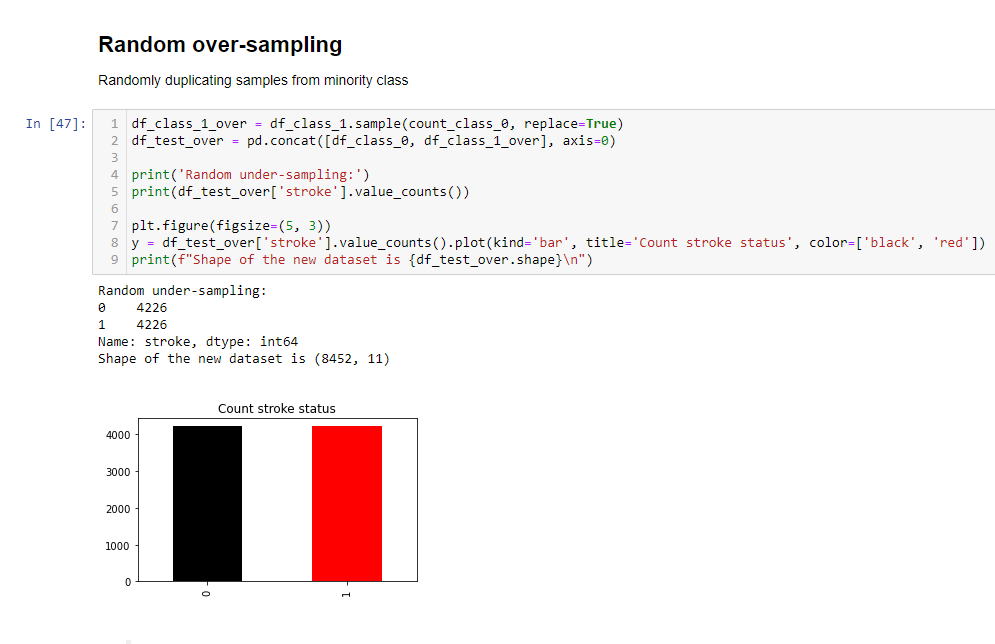 Random over-sampling
Randomly duplicating samples from minority class
In [47]:
1 df_class_1_over = df_class_1.sample(count_class_0, replace=True)
2 df_test_over = pd.concat([df_class_0, df_class_1_over], axis=0)
3
4 print('Random under-sampling:')
5 print(df_test_over['stroke'].value_counts())
6
7 plt.figure(figsize=(5, 3))
8 y = df_test_over['stroke'].value_counts().plot(kind='bar', title='Count stroke status', color=['black', 'red'])
9 print(f"Shape of the new dataset is {df_test_over.shape}\n")
Random under-sampling:
0    4226
1    4226
Name: stroke, dtype: int64
Shape of the new dataset is (8452, 11)
Count stroke status
4000
3000
2000
1000
0
0 1